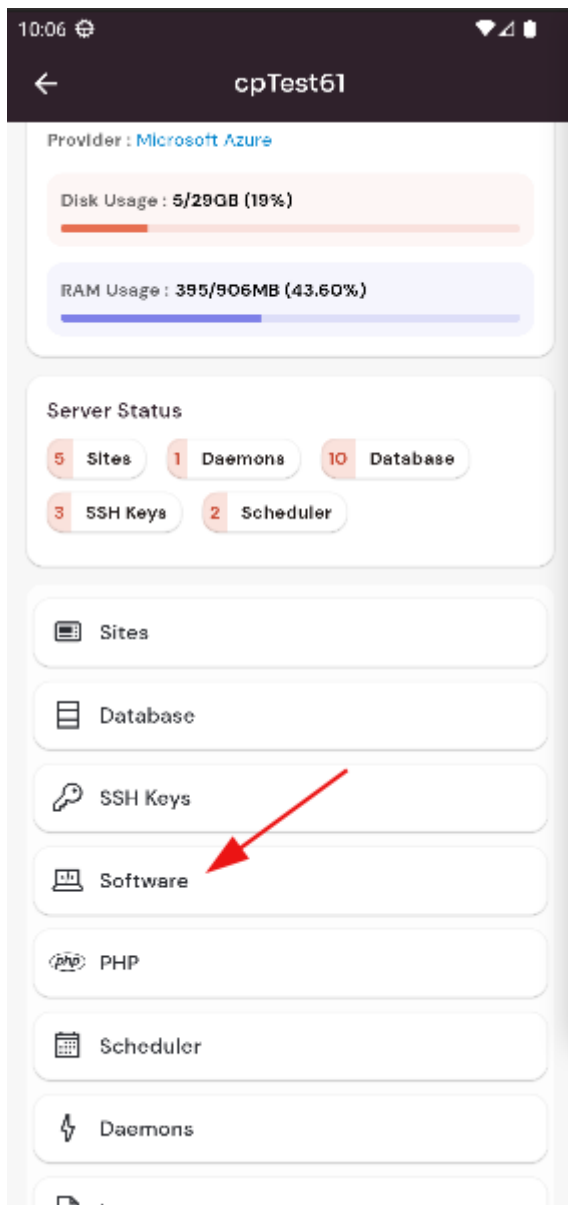 10:06
cpTest61
Provider : Microsoft Azure
Disk Usage : 5/29GB (19%)
RAM Usage : 395/906MB (43.60%)
Server Status
5 Sites 1 Daemons 10 Database
3 SSH Keys 2 Scheduler
Sites
Database
SSH Keys
Software
php PHP
Scheduler
Daemons